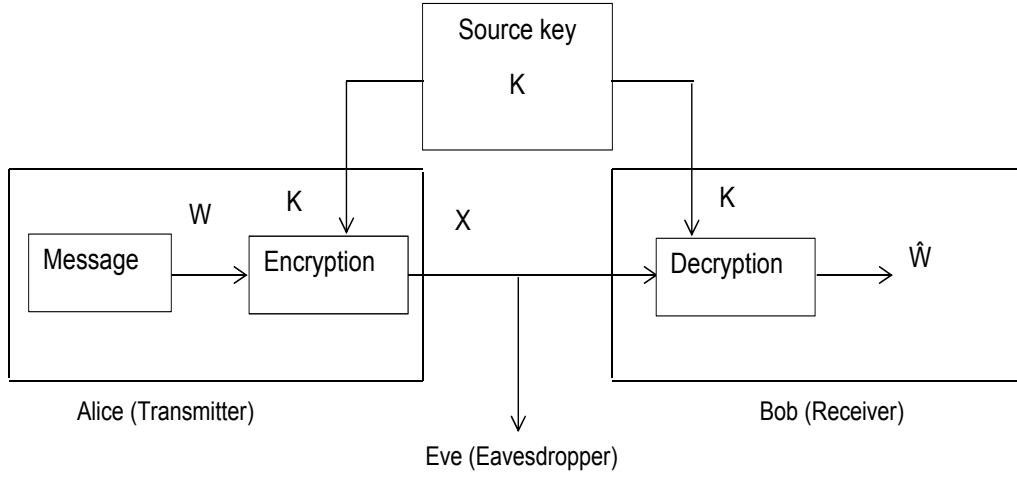 Source key
K
W
K
X
K
Message
Encryption
Decryption
Ŵ
Alice (Transmitter)
Bob (Receiver)
Eve (Eavesdropper)